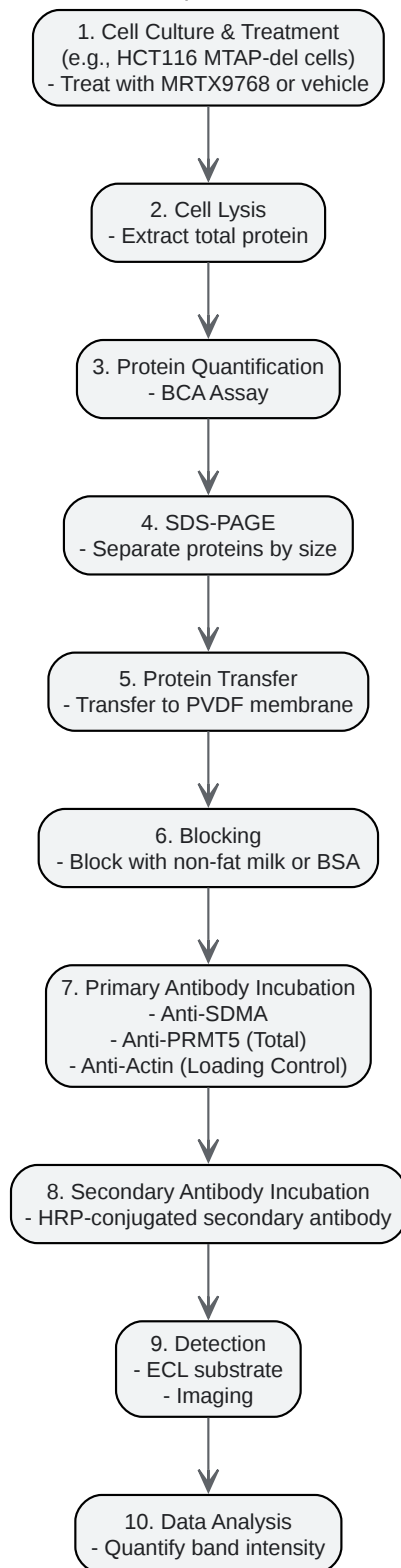 1. Cell Culture & Treatment
(e.g., HCT116 MTAP-del cells)
- Treat with MRTX9768 or vehicle
2. Cell Lysis
- Extract total protein
3. Protein Quantification
- BCA Assay
4. SDS-PAGE
- Separate proteins by size
5. Protein Transfer
- Transfer to PVDF membrane
6. Blocking
- Block with non-fat milk or BSA
7. Primary Antibody Incubation
- Anti-SDMA
- Anti-PRMT5 (Total)
- Anti-Actin (Loading Control)
8. Secondary Antibody Incubation
- HRP-conjugated secondary antibody
9. Detection
- ECL substrate
- Imaging
10. Data Analysis
- Quantify band intensity